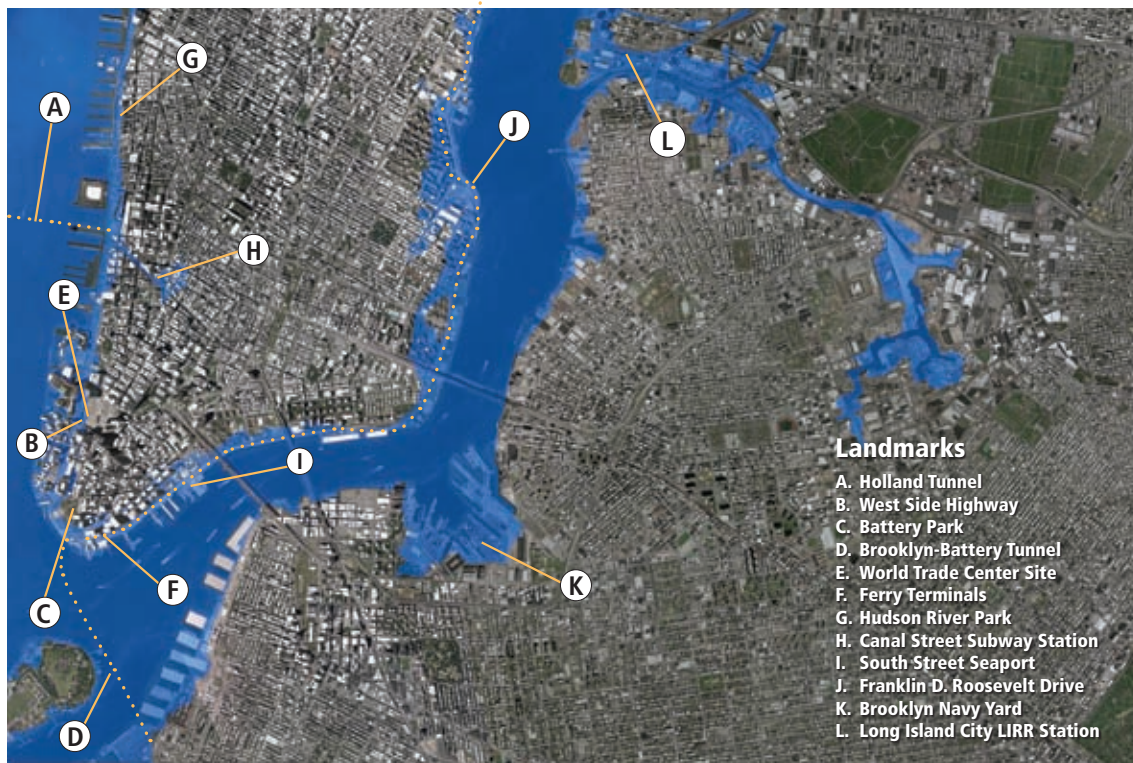 G
A
J
L
H
E
B
I
K
F
C
D
Landmarks
A. Holland Tunnel
B. West Side Highway
C. Battery Park
D. Brooklyn-Battery Tunnel
E. World Trade Center Site
F. Ferry Terminals
G. Hudson River Park
H. Canal Street Subway Station
I. South Street Seaport
J. Franklin D. Roosevelt Drive
K. Brooklyn Navy Yard
L. Long Island City LIRR Station